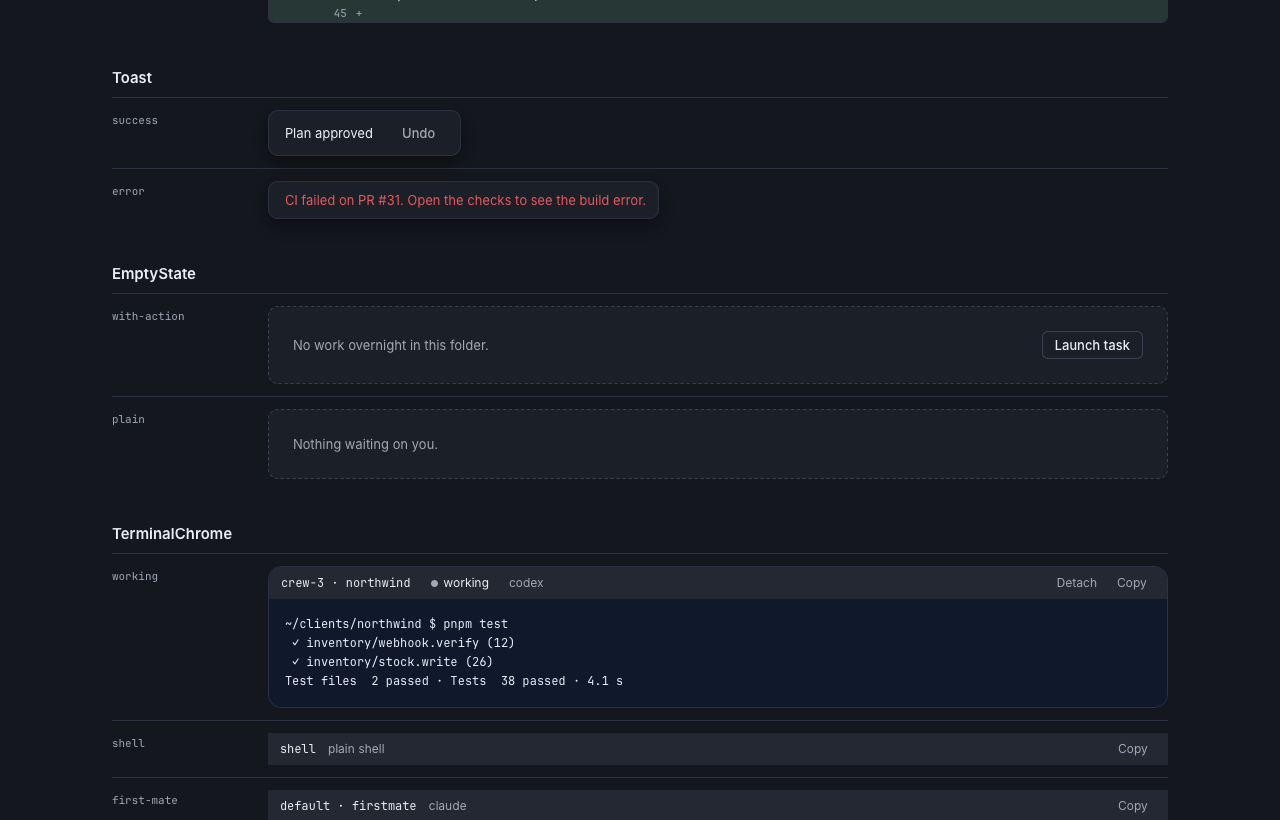 45 +
Toast
success
Plan approved Undo
error
CI failed on PR #31. Open the checks to see the build error.
EmptyState
with-action
No work overnight in this folder. Launch task
plain
Nothing waiting on you.
TerminalChrome
working
crew-3 · northwind working codex Detach Copy
~/clients/northwind $ pnpm test
✓ inventory/webhook.verify (12)
✓ inventory/stock.write (26)
Test files 2 passed · Tests 38 passed · 4.1 s
shell
shell plain shell Copy
first-mate
default · firstmate claude Copy